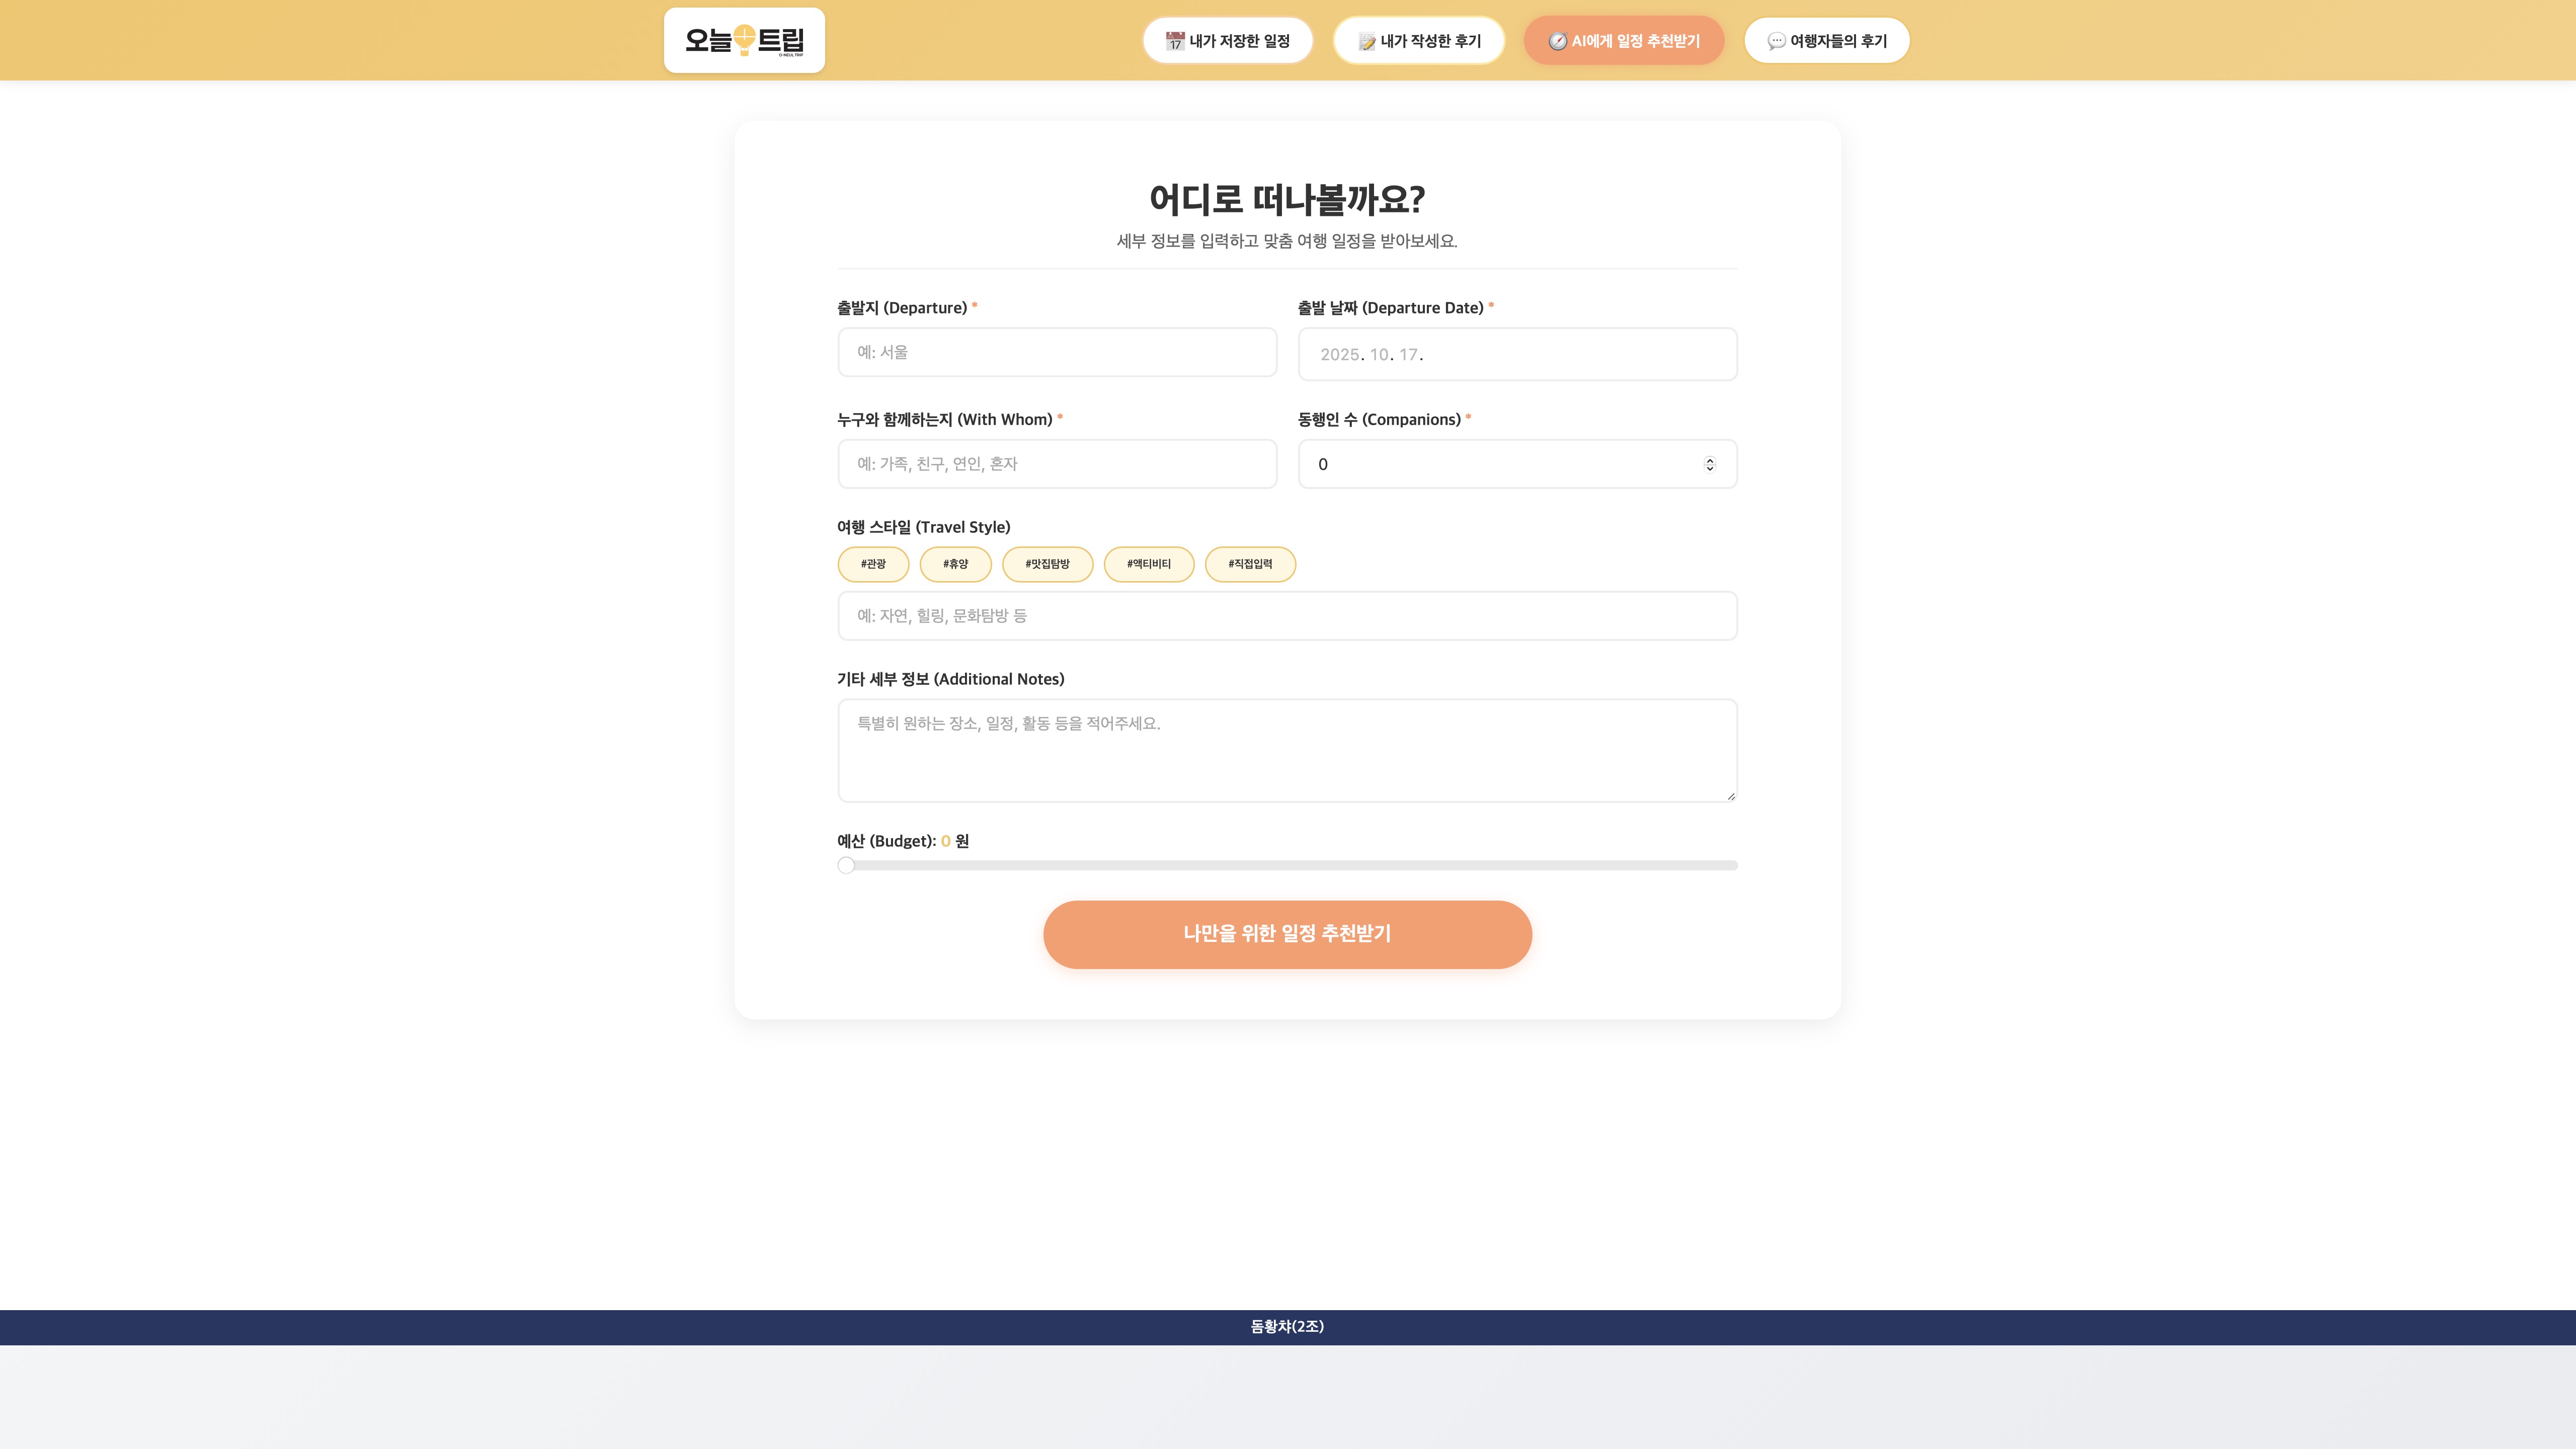 오늘트립
O-NEUL TRIP
17 내가 저장한 일정
내가 작성한 후기
AI에게 일정 추천받기
여행자들의 후기
어디로 떠나볼까요?
세부 정보를 입력하고 맞춤 여행 일정을 받아보세요.
출발지 (Departure) *
예: 서울
출발 날짜 (Departure Date) *
2025. 10. 17.
누구와 함께하는지 (With Whom) *
예: 가족, 친구, 연인, 혼자
동행인 수 (Companions) *
0
여행 스타일 (Travel Style)
#관광 #휴양 #맛집탐방 #액티비티 #직접입력
예: 자연, 힐링, 문화탐방 등
기타 세부 정보 (Additional Notes)
특별히 원하는 장소, 일정, 활동 등을 적어주세요.
예산 (Budget): 0 원
나만을 위한 일정 추천받기
돔황챠(2조)